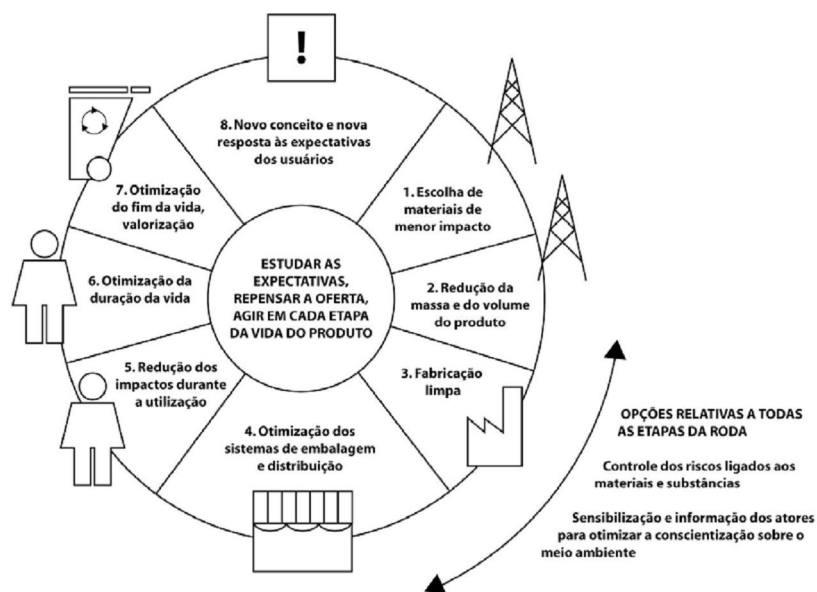 !
8. Novo conceito e nova
resposta às expectativas
dos usuários
1. Escolha de
materiais de
menor impacto
2. Redução da
massa e do volume
do produto
3. Fabricação
limpa
4. Otimização dos
sistemas de embalagem
e distribuição
5. Redução dos
impactos durante
a utilização
6. Otimização da
duração da vida
7. Otimização
do fim da vida,
valorização
ESTUDAR AS
EXPECTATIVAS,
REPENSAR A OFERTA,
AGIR EM CADA ETAPA
DA VIDA DO PRODUTO
OPÇÕES RELATIVAS A TODAS
AS ETAPAS DA RODA
Controle dos riscos ligados aos
materiais e substâncias
Sensibilização e informação dos atores
para otimizar a conscientização sobre o
meio ambiente